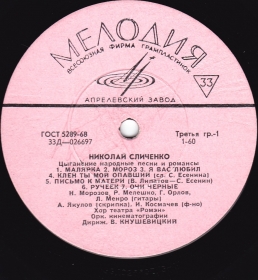 МЕЛОДИЯ
ВСЕСОЮЗНАЯ ФИРМА ГРАМПЛАСТИНОК
33
АПРЕЛЕВСКИЙ ЗАВОД
ГОСТ 5289-68
Третья гр.-1
33Д—026697
1-60
НИКОЛАЙ СЛИЧЕНКО
Цыганские народные песни и романсы
1. МАЛЯРКА 2. МОРОЗ 3. Я ВАС ЛЮБИЛ
4. КЛЕН ТЫ МОЙ ОПАВШИЙ (сл. С. Есенина)
5. ПИСЬМО К МАТЕРИ (В. Липатов—С. Есенин)
6. РУЧЕЕК 7. ОЧИ ЧЕРНЫЕ
Н. Морозов, Р. Мелешко, Г. Орлов,
Л. Менро (гитары)
А. Якулов (скрипка), Н. Космачев (ф-но)
Хор театра «Ромэн»
Орк. кинематографии
Дириж. В. КНУШЕВИЦКИЙ